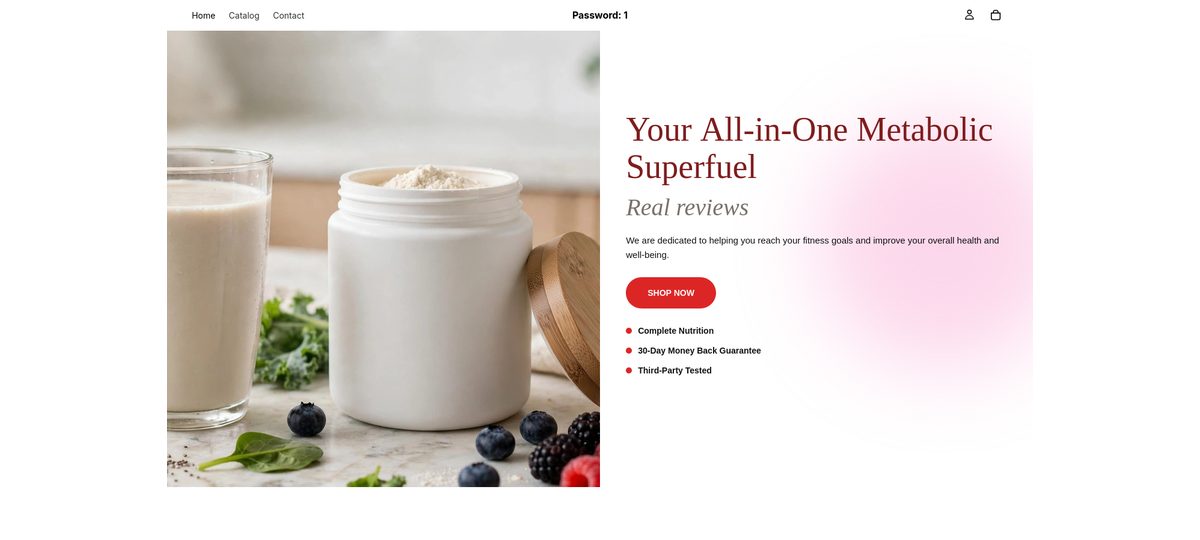 Home Catalog Contact Password: 1
Your All-in-One Metabolic
Superfuel
Real reviews
We are dedicated to helping you reach your fitness goals and improve your overall health and
well-being.
SHOP NOW
Complete Nutrition
30-Day Money Back Guarantee
Third-Party Tested